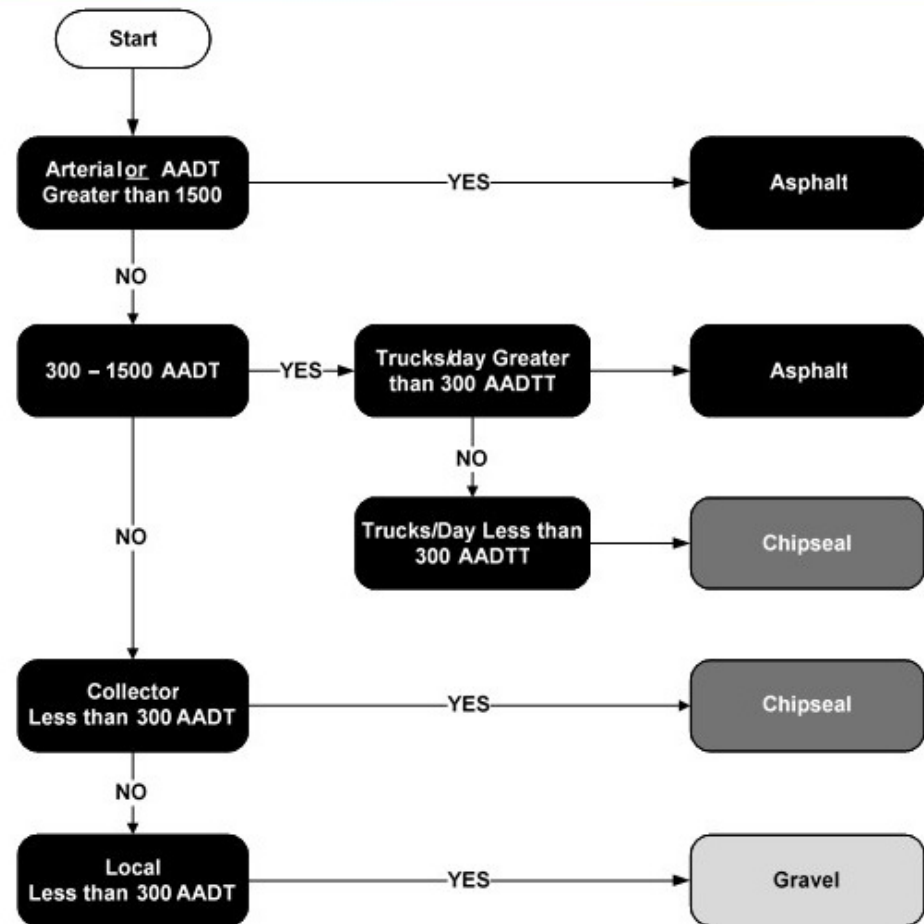 Start
Arterial or AADT
Greater than 1500
YES
Asphalt
NO
300 – 1500 AADT
YES
Trucks/day Greater
than 300 AADTT
Asphalt
NO
Trucks/Day Less than
300 AADTT
Chipseal
NO
Collector
Less than 300 AADT
YES
Chipseal
NO
Local
Less than 300 AADT
YES
Gravel